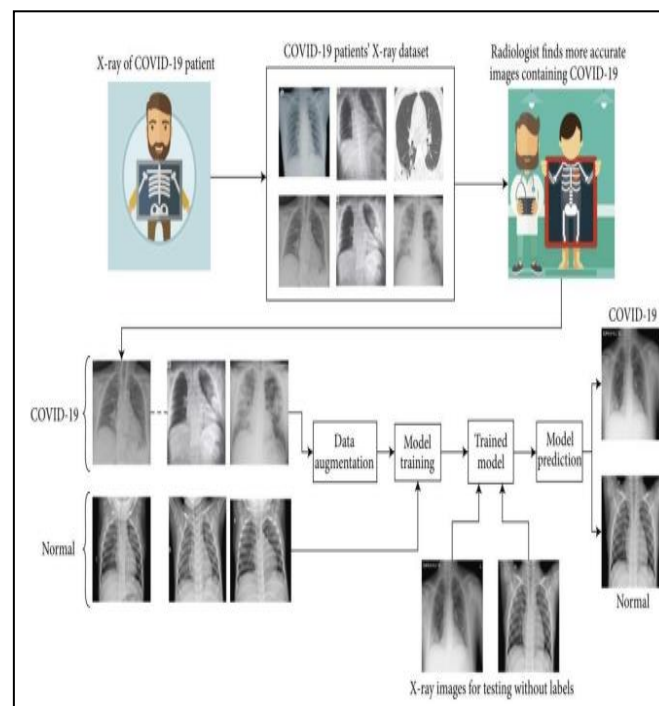 X-ray of COVID-19 patient
COVID-19 patients' X-ray dataset
Radiologist finds more accurate
images containing COVID-19
COVID-19
COVID-19
Data
augmentation
Model
training
Trained
model
Model
prediction
Normal
Normal
X-ray images for testing without labels